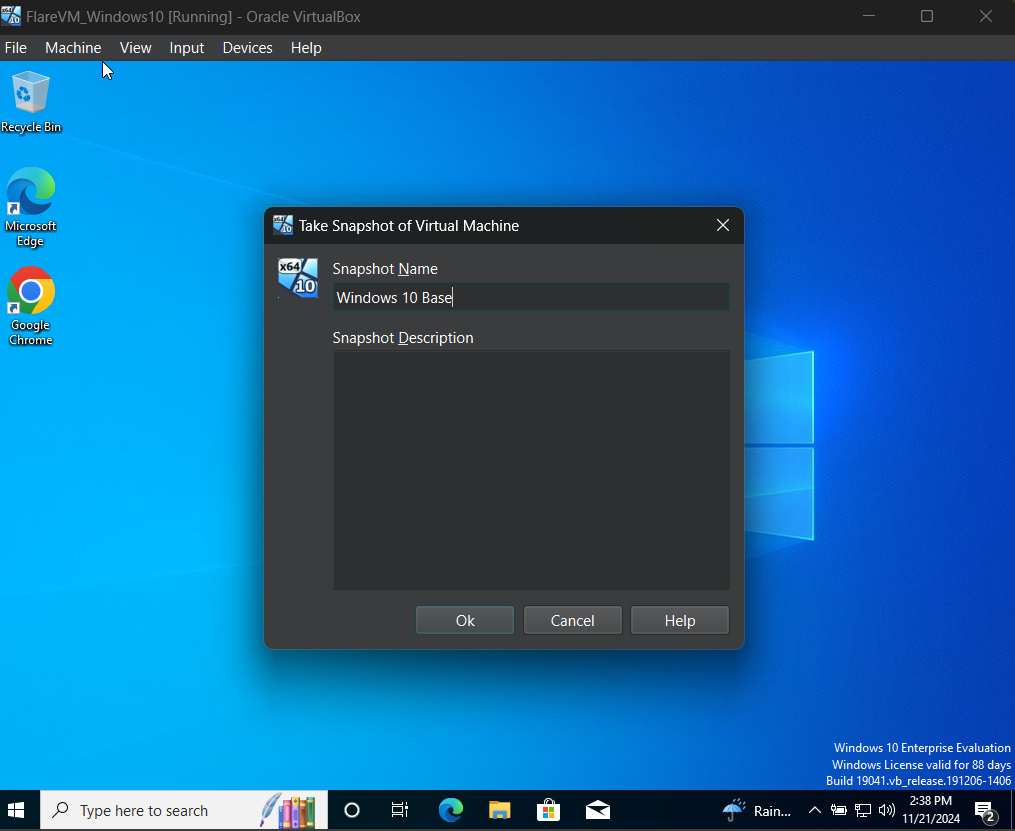 FlareVM_Windows10 [Running] - Oracle VirtualBox
File Machine View Input Devices Help
Recycle Bin
Microsoft
Edge
Google
Chrome
Take Snapshot of Virtual Machine
x64
10
Snapshot Name
Windows 10 Base
Snapshot Description
Ok Cancel Help
Windows 10 Enterprise Evaluation
Windows License valid for 88 days
Build 19041.vb_release.191206-1406
Type here to search
Rain...
2:38 PM
11/21/2024
2